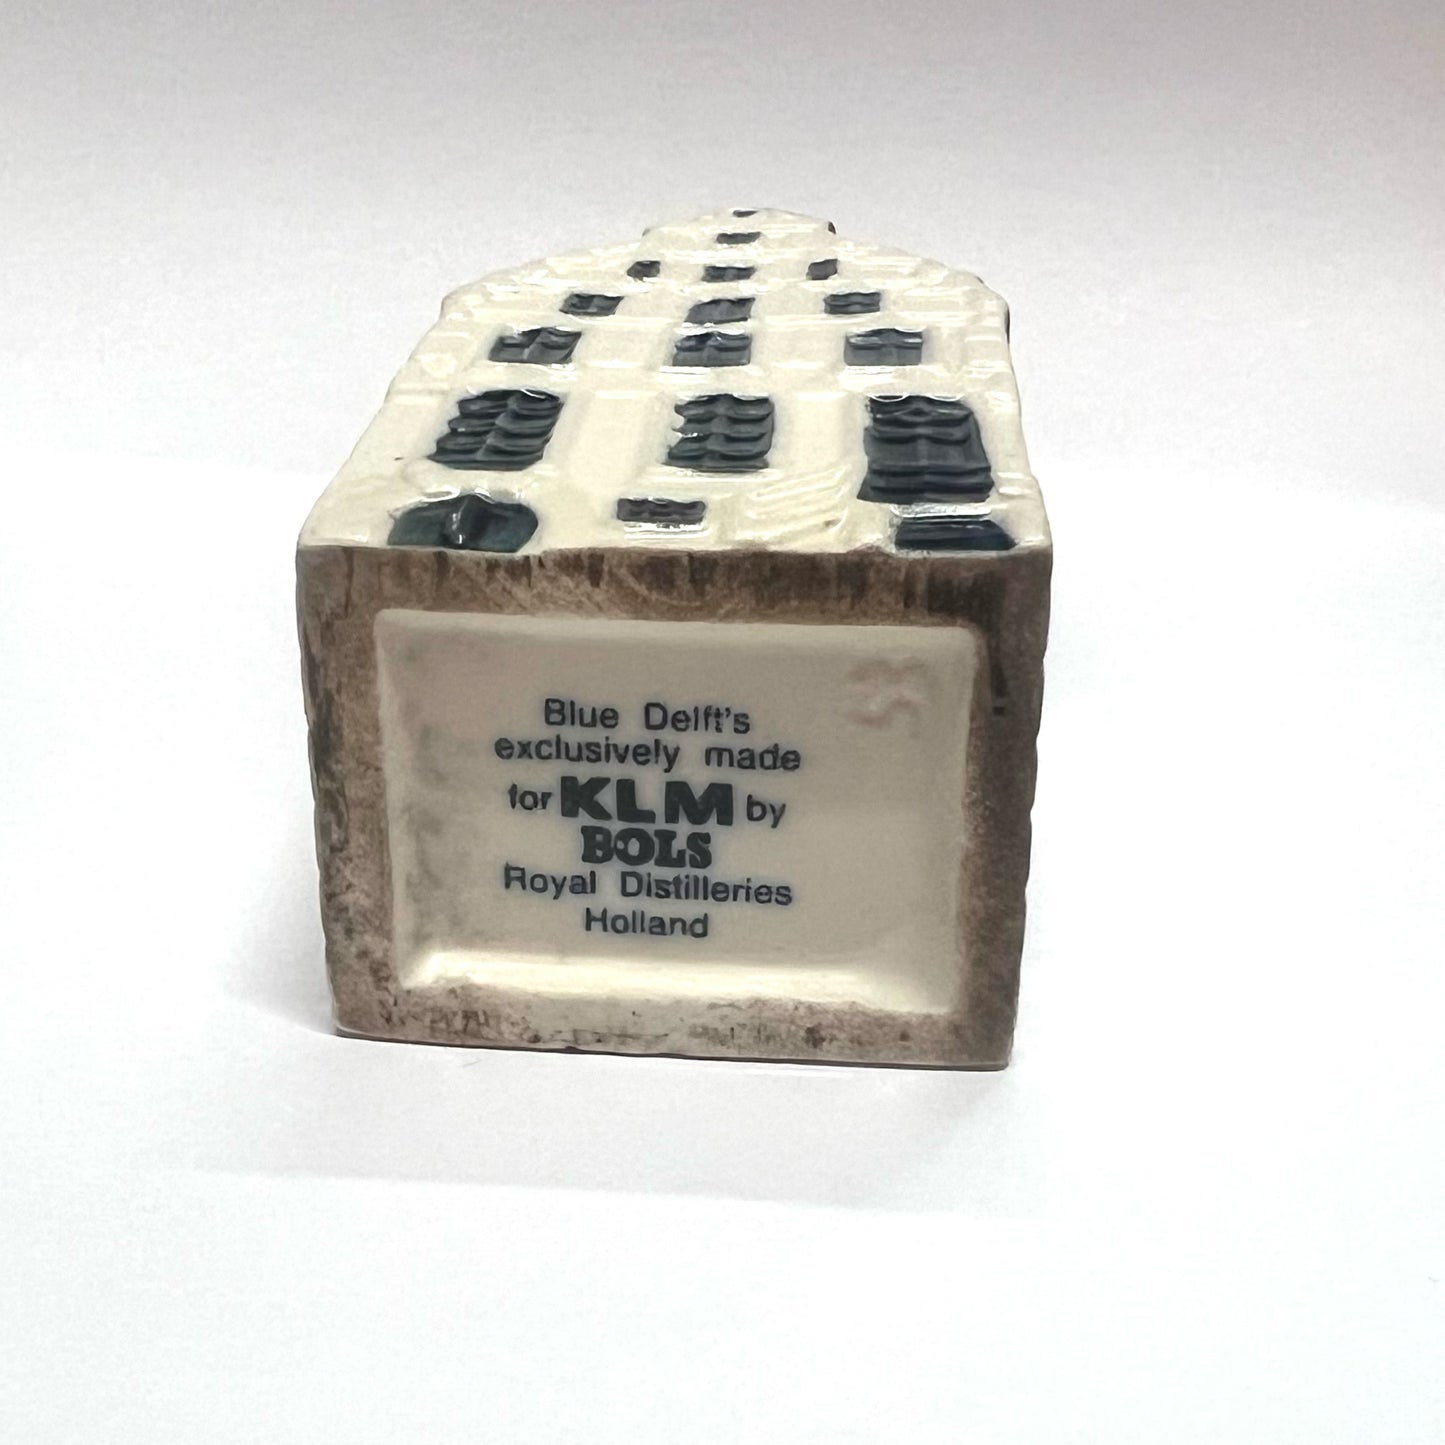 Blue Delft's
exclusively made
for KLM by
BOLS
Royal Distilleries
Holland